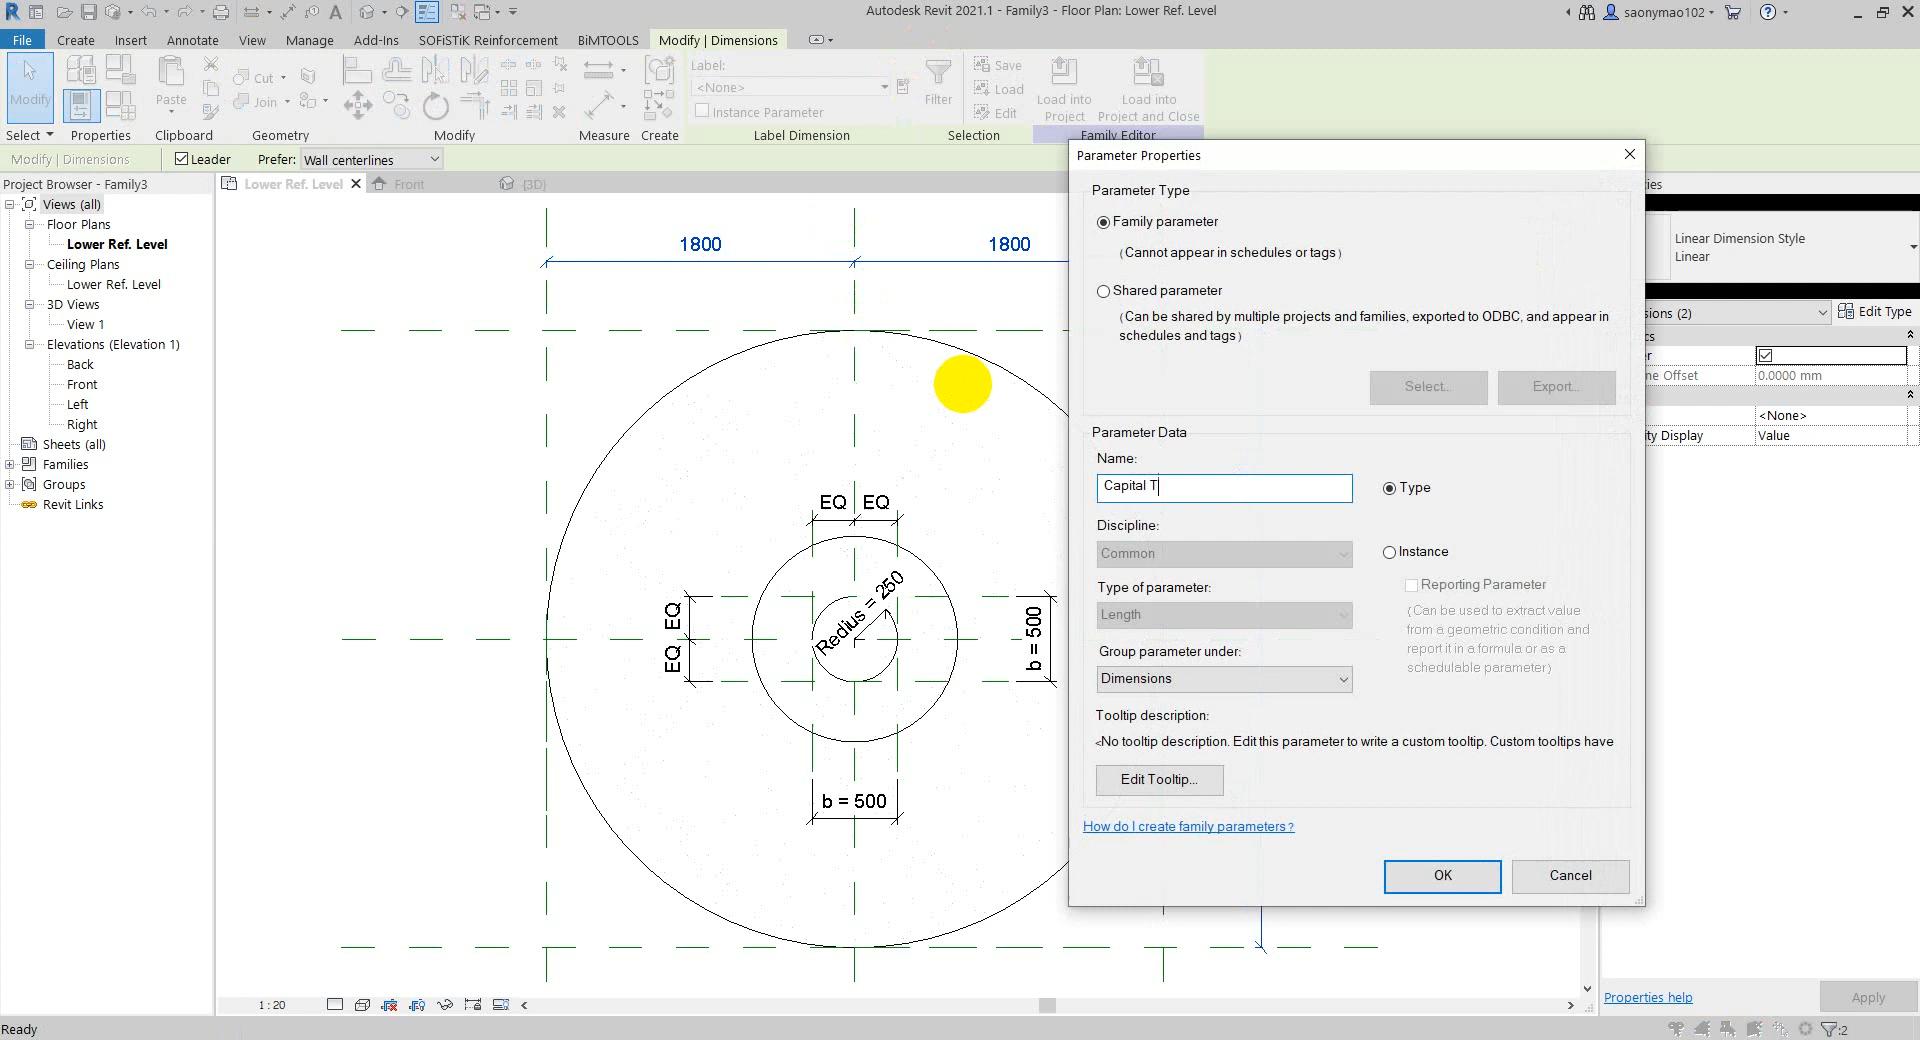 Autodesk Revit 2021.1 - Family3 - Floor Plan: Lower Ref. Level
saonymao102
File Create Insert Annotate View Manage Add-Ins SOFiSTiK Reinforcement BiMTOOLS Modify | Dimensions
Modify
Paste
Cut
Join
Label:
<None>
Instance Parameter
Filter
Save
Load
Edit
Load into
Project
Load into
Project and Close
Select Properties Clipboard Geometry Modify Measure Create Label Dimension Selection Family Editor
Modify | Dimensions
Leader
Prefer: Wall centerlines
Project Browser - Family3
Views (all)
Floor Plans
Lower Ref. Level
Ceiling Plans
Lower Ref. Level
3D Views
View 1
Elevations (Elevation 1)
Back
Front
Left
Right
Sheets (all)
Families
Groups
Revit Links
Lower Ref. Level
Front
{3D}
1800
1800
EQ EQ
EQ
EQ
Redius = 250
b = 500
b = 500
Parameter Properties
Parameter Type
Family parameter
(Cannot appear in schedules or tags)
Shared parameter
(Can be shared by multiple projects and families, exported to ODBC, and appear in
schedules and tags)
Select...
Export...
Parameter Data
Name:
Capital T
Type
Discipline:
Common
Instance
Type of parameter:
Reporting Parameter
Length
(Can be used to extract value
from a geometric condition and
report it in a formula or as a
schedulable parameter)
Group parameter under:
Dimensions
Tooltip description:
<No tooltip description. Edit this parameter to write a custom tooltip. Custom tooltips have
Edit Tooltip...
How do I create family parameters?
OK
Cancel
ies
Linear Dimension Style
Linear
sions (2)
Edit Type
cs
r
ne Offset
0.0000 mm
<None>
ty Display
Value
Properties help
Apply
1 : 20
Ready
:2